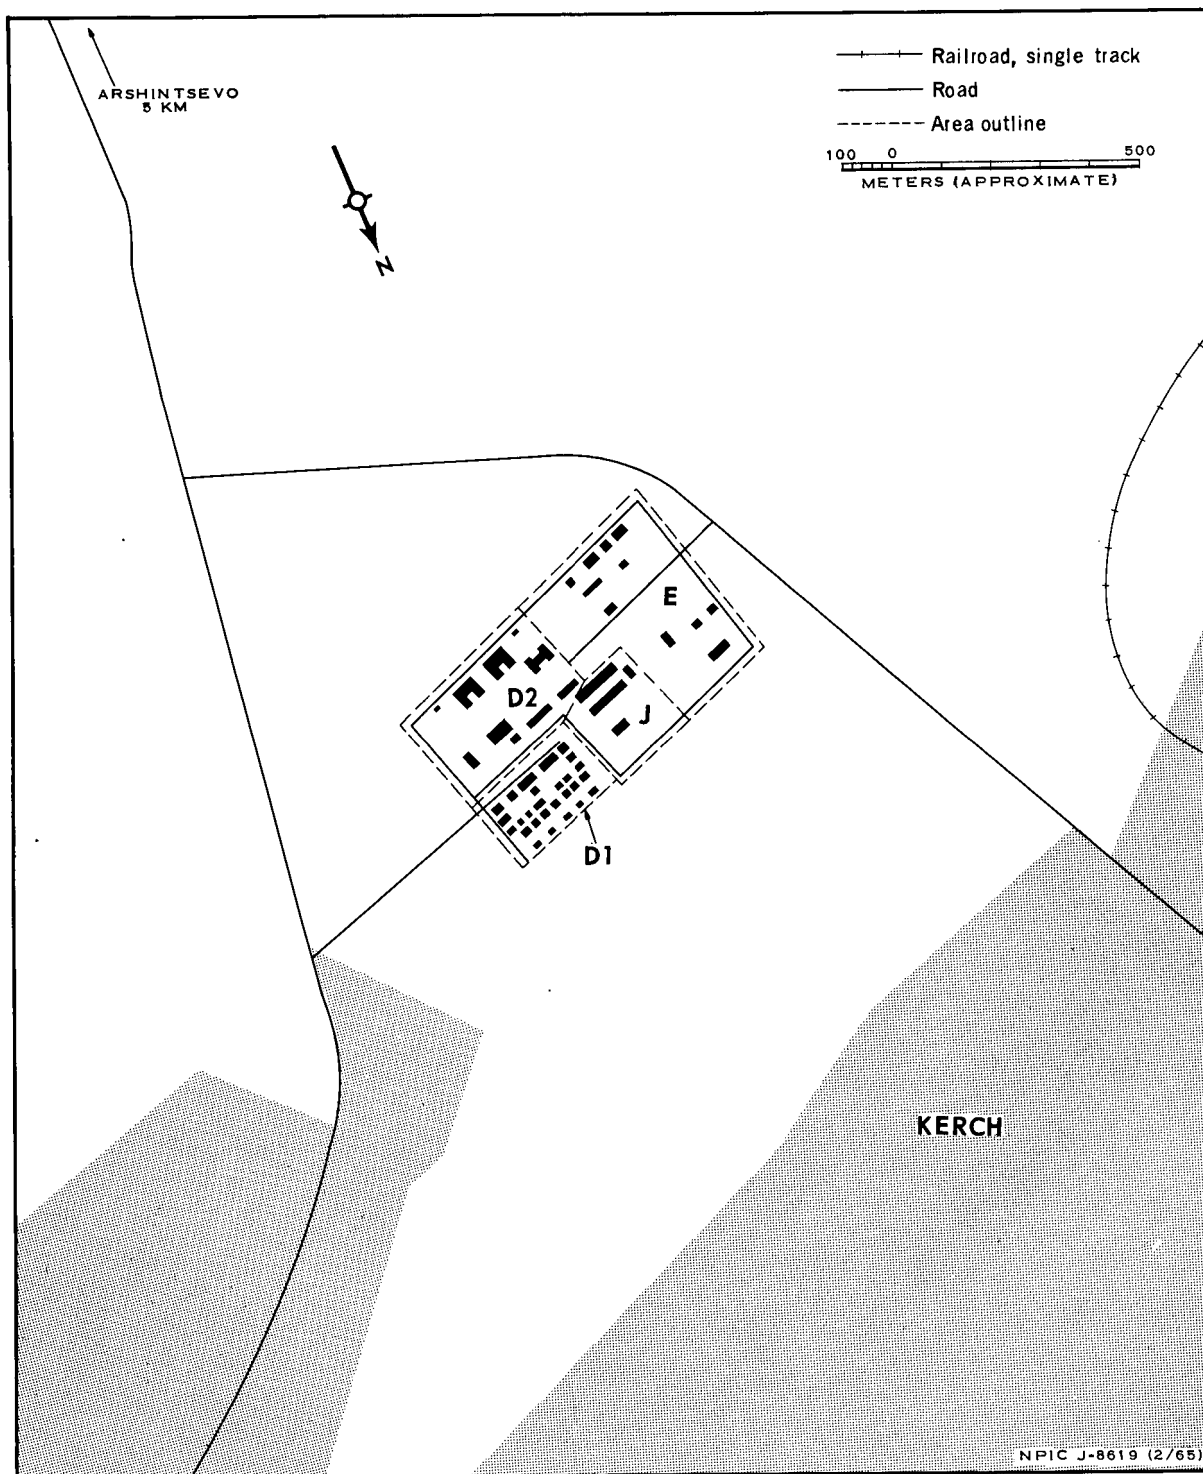 ARSHINTSEVO
5 KM
N
Railroad, single track
Road
Area outline
100 0 500
METERS (APPROXIMATE)
E
D2
J
D1
KERCH
NPIC J-8619 (2/65)